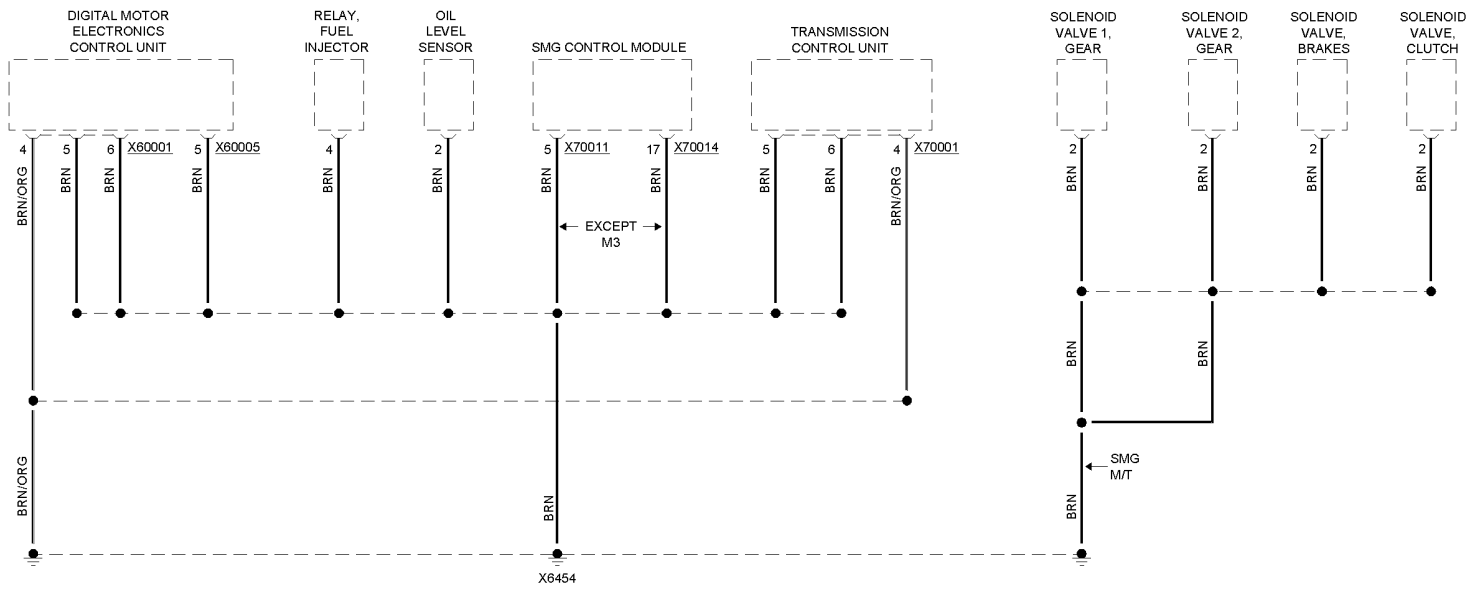 DIGITAL MOTOR
ELECTRONICS
CONTROL UNIT
RELAY,
FUEL
INJECTOR
OIL
LEVEL
SENSOR
SMG CONTROL MODULE
TRANSMISSION
CONTROL UNIT
SOLENOID
VALVE 1,
GEAR
SOLENOID
VALVE 2,
GEAR
SOLENOID
VALVE,
BRAKES
SOLENOID
VALVE,
CLUTCH
4
5
6
X60001
5
X60005
4
2
5
X70011
17
X70014
5
6
4
X70001
2
2
2
2
BRN/ORG
BRN
BRN
BRN
BRN
BRN
BRN
BRN
BRN
BRN
BRN/ORG
BRN
BRN
BRN
BRN
EXCEPT
M3
BRN
BRN
SMG
M/T
BRN/ORG
BRN
BRN
X6454